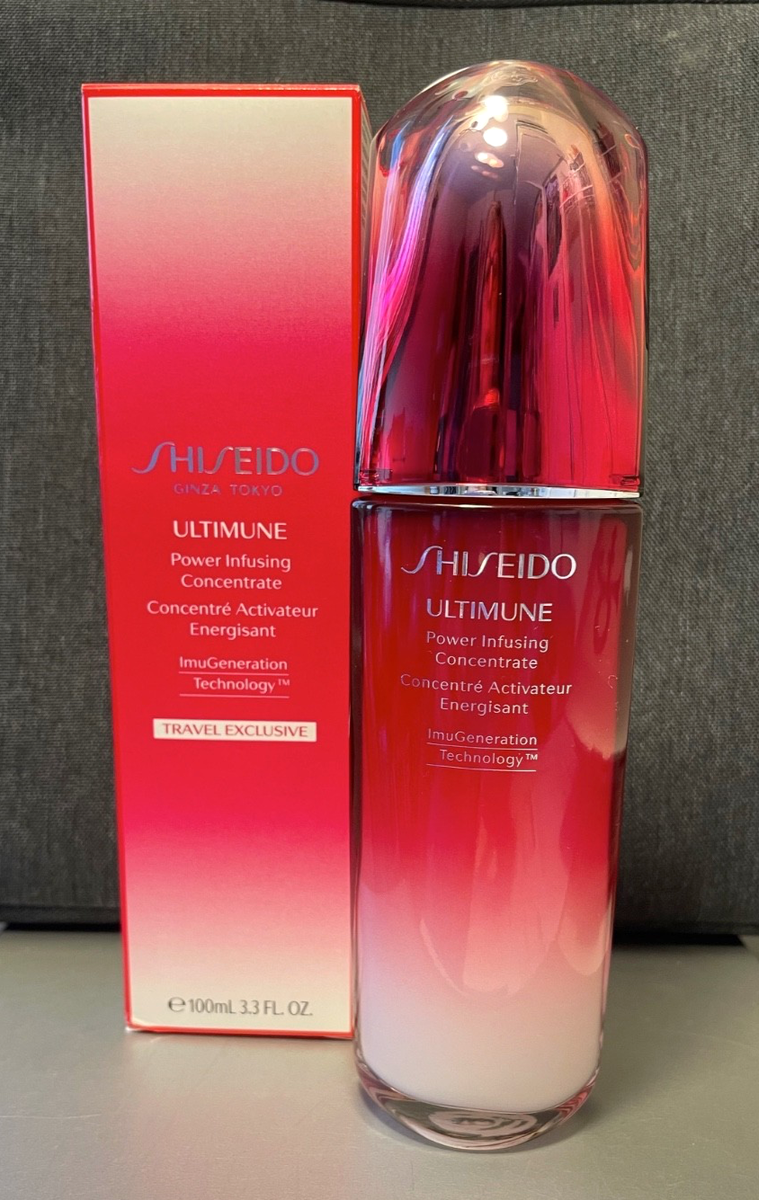 SHISEIDO
GINZA TOKYO
ULTIMUNE
Power Infusing
Concentrate
Concentré Activateur
Energisant
ImuGeneration
Technology™
TRAVEL EXCLUSIVE
℮100mL 3.3 FL. OZ.
SHISEIDO
ULTIMUNE
Power Infusing
Concentrate
Concentré Activateur
Energisant
ImuGeneration
Technology™